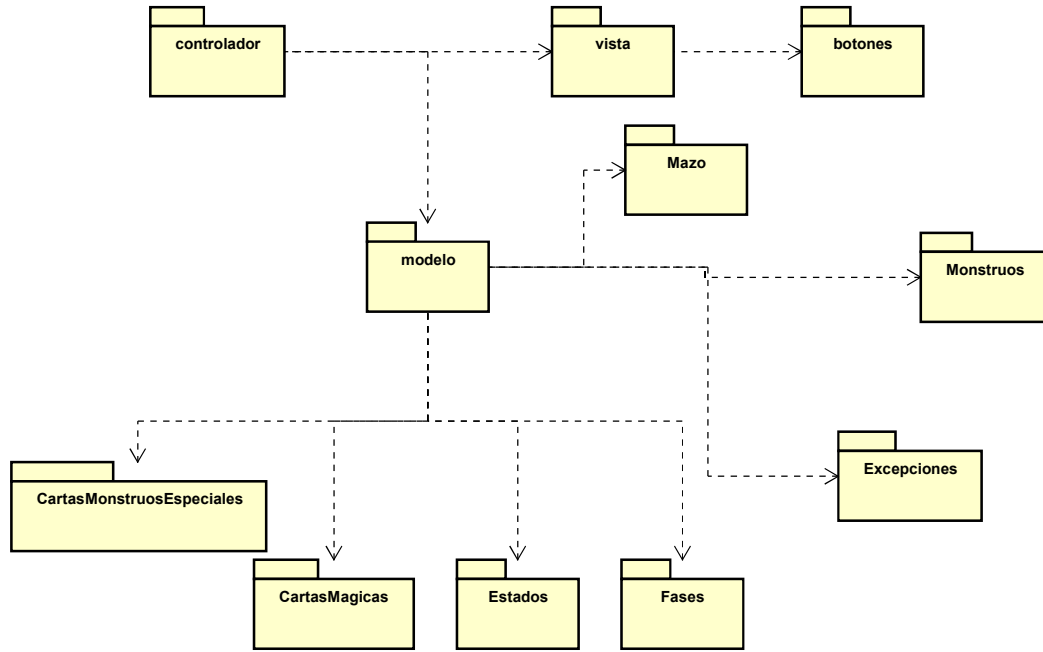 controlador
vista
botones
Mazo
modelo
Monstruos
Excepciones
CartasMonstruosEspeciales
CartasMagicas
Estados
Fases